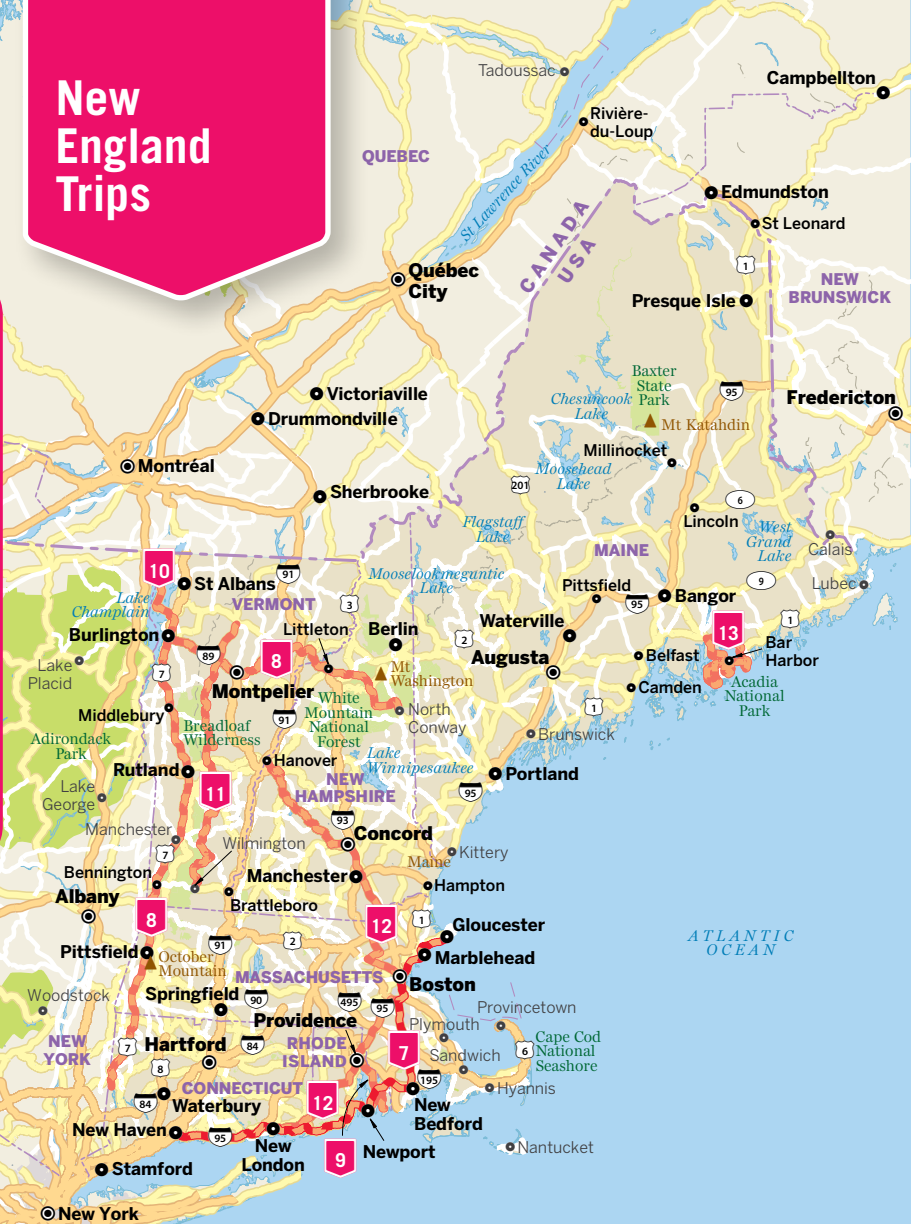 New
England
Trips
Tadoussac
Campbellton
Rivière-
du-Loup
QUEBEC
St Lawrence River
Edmundston
St Leonard
CANADA
USA
1
Québec
City
NEW
BRUNSWICK
Presque Isle
Baxter
State
Park
95
Victoriaville
Chesuncook
Lake
Fredericton
Drummondville
Mt Katahdin
Millinocket
Montréal
Moosehead
Lake
201
Sherbrooke
6
Lincoln
Flagstaff
Lake
West
Grand
Lake
MAINE
Calais
10
St Albans
91
Mooselookmeguntic
Lake
Pittsfield
9
Lubec
Lake
Champlain
VERMONT
3
95
Bangor
Littleton
Berlin
Waterville
1
13
Burlington
2
89
8
Augusta
Belfast
Bar
Harbor
Lake
Placid
7
Mt
Washington
Montpelier
Camden
Acadia
National
Park
White
Mountain
National
Forest
North
Conway
1
Middlebury
91
Breadloaf
Wilderness
Brunswick
Adirondack
Park
Hanover
Lake
Winnipesaukee
Rutland
Portland
NEW
HAMPSHIRE
Lake
George
11
95
93
Manchester
Concord
Wilmington
7
Kittery
Maine
Bennington
Manchester
Hampton
Albany
Brattleboro
8
12
1
Gloucester
2
91
ATLANTIC
OCEAN
Pittsfield
Marblehead
October
Mountain
MASSACHUSETTS
Boston
Springfield
90
495
95
Woodstock
Provincetown
Providence
Plymouth
NEW
YORK
7
Hartford
84
RHODE
ISLAND
7
6
Cape Cod
National
Seashore
Sandwich
8
195
CONNECTICUT
12
Hyannis
84
Waterbury
New
Bedford
New Haven
95
New
London
9
Newport
Nantucket
Stamford
New York